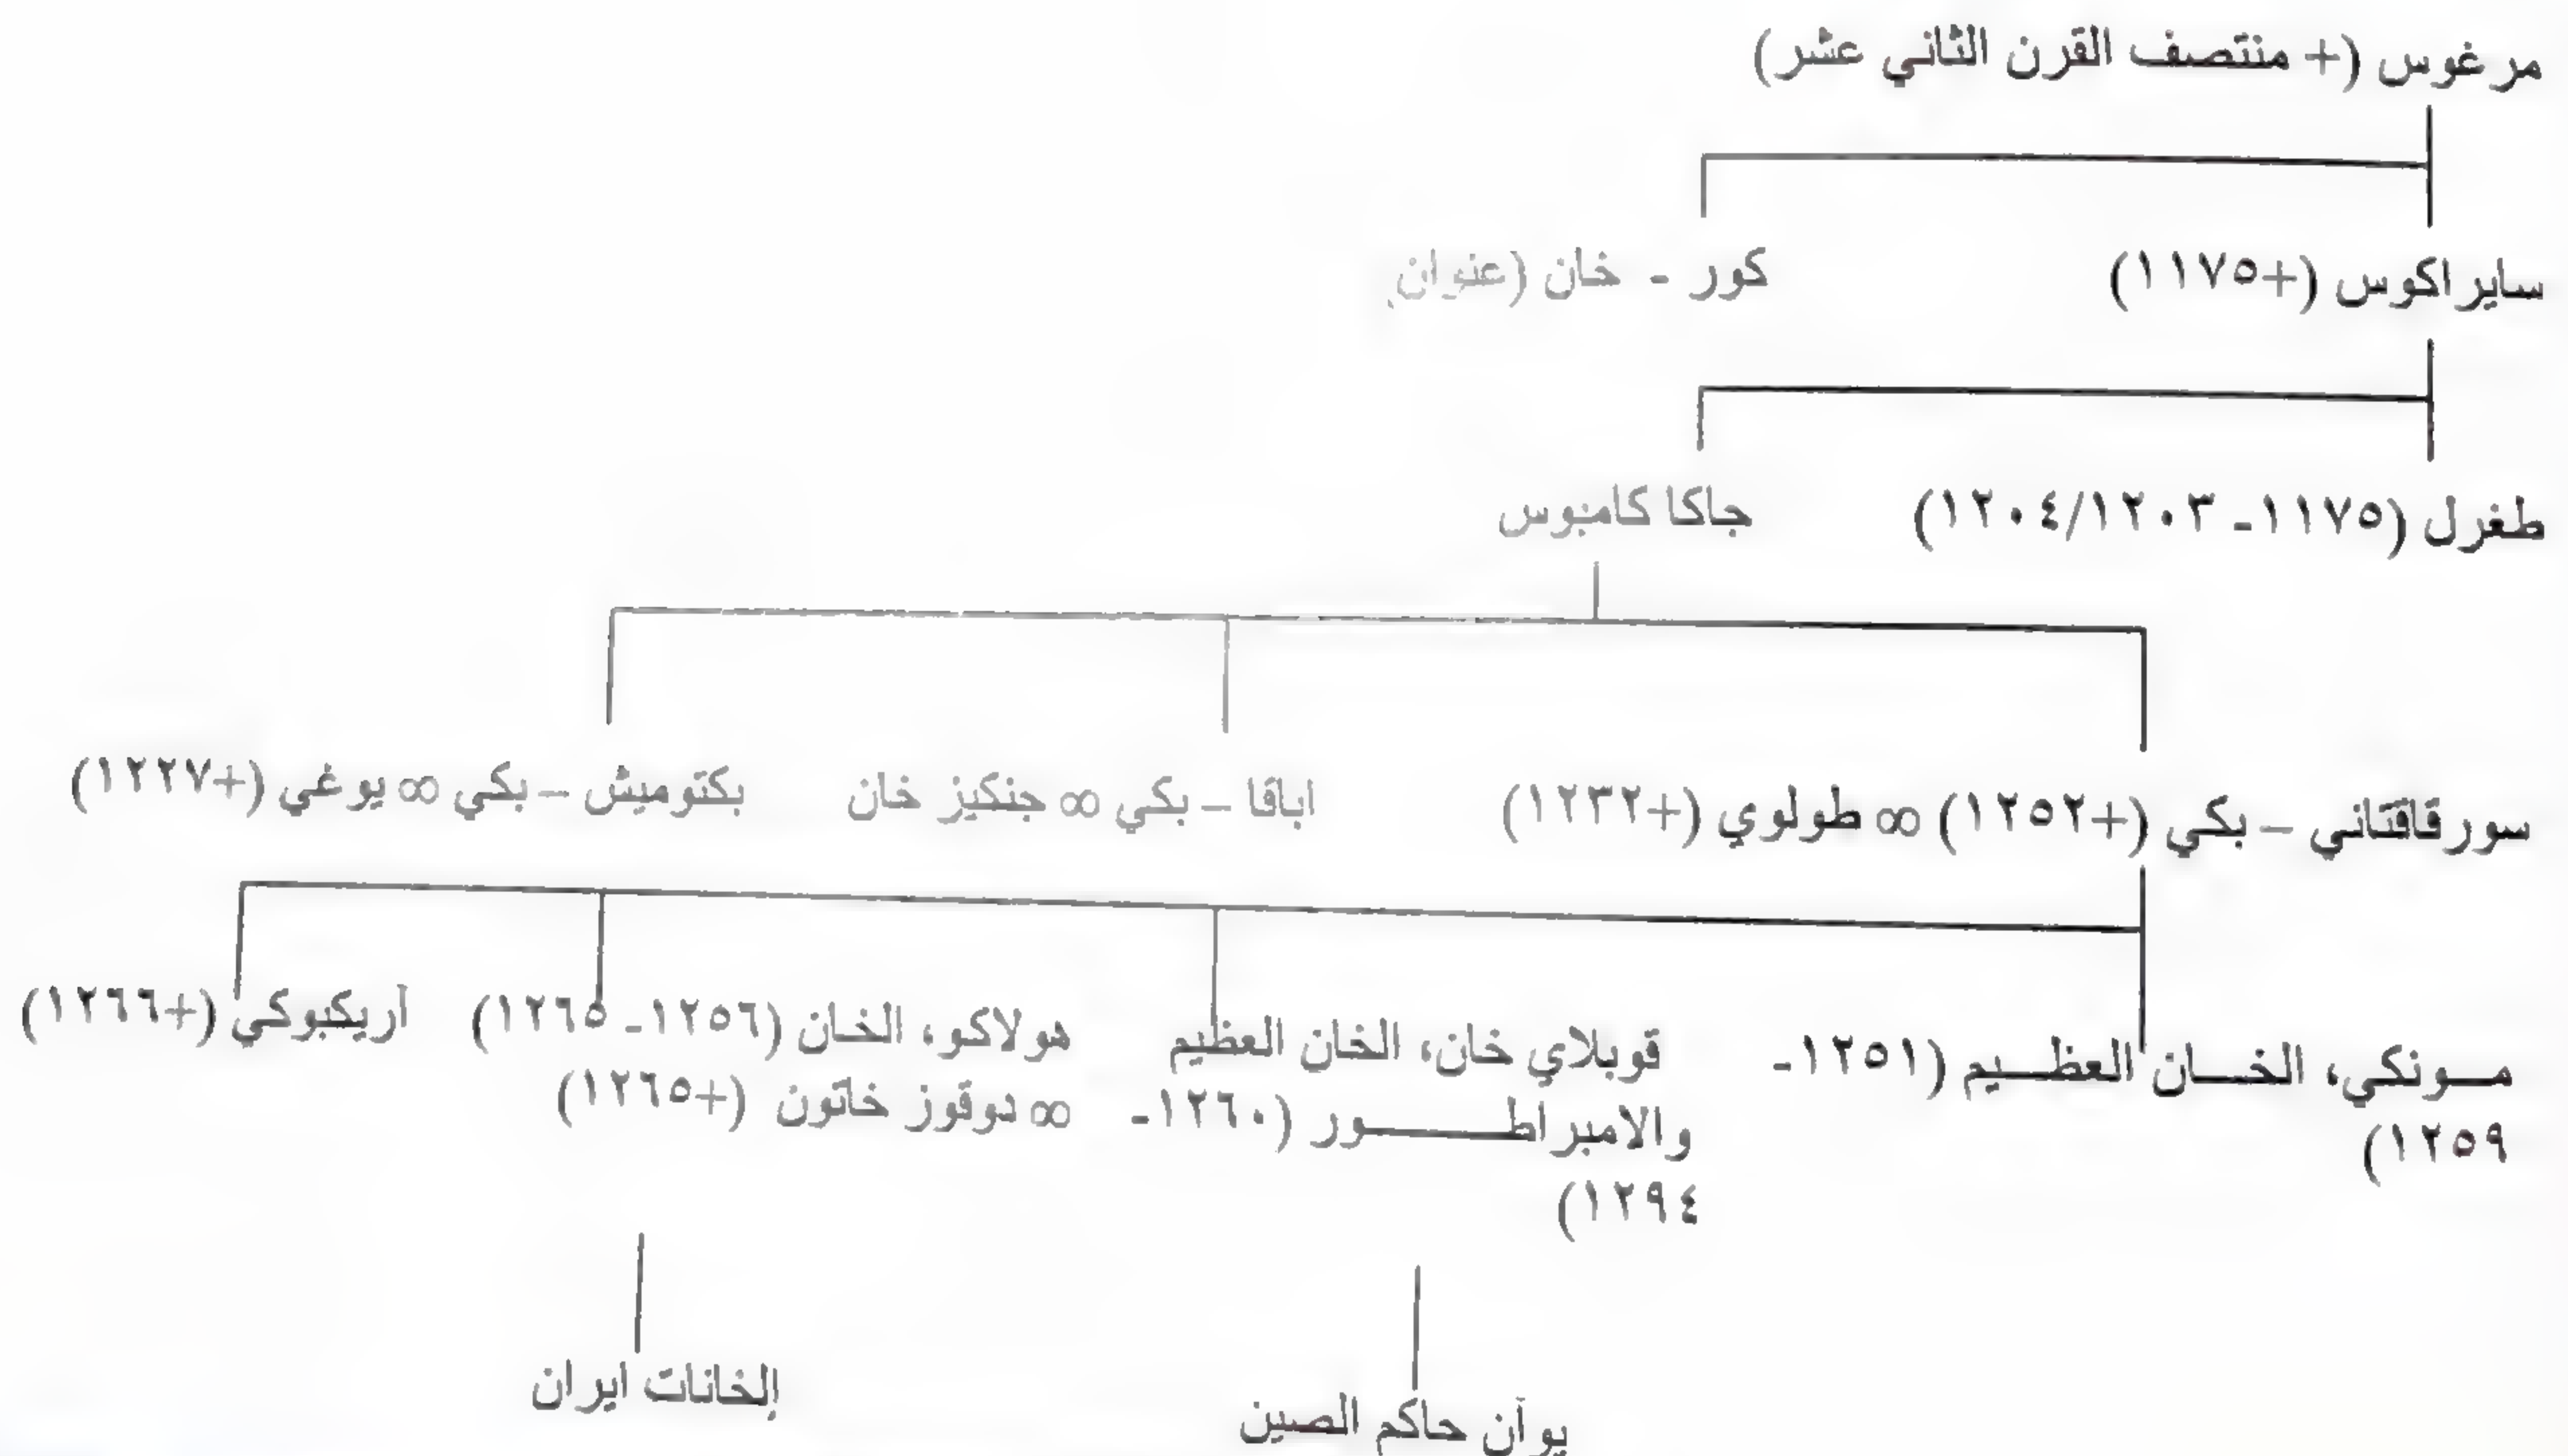 مرغوس (+ منتصف القرن الثاني عشر)
سايراكوس (+١١٧٥)
كور - خان (عنوان)
طغرل (١١٧٥- ١٢٠٣/١٢٠٤)
جاكا كامبوس
سورقاقتاني – بكي (+١٢٥٢) ∞ طولوي (+١٢٣٢)
اباقا – بكي ∞ جنكيز خان
بكتوميش – بكي ∞ يوغي (+١٢٢٧)
مونكي، الخان العظيم (١٢٥١-
١٢٥٩)
قوبلاي خان، الخان العظيم
والامبراطور (١٢٦٠-
١٢٩٤)
هولاكو، الخان (١٢٥٦- ١٢٦٥)
∞ دوقوز خاتون (+١٢٦٥)
آريكبوكي (+١٢٦٦)
يوآن حاكم الصين
إلخانات ايران